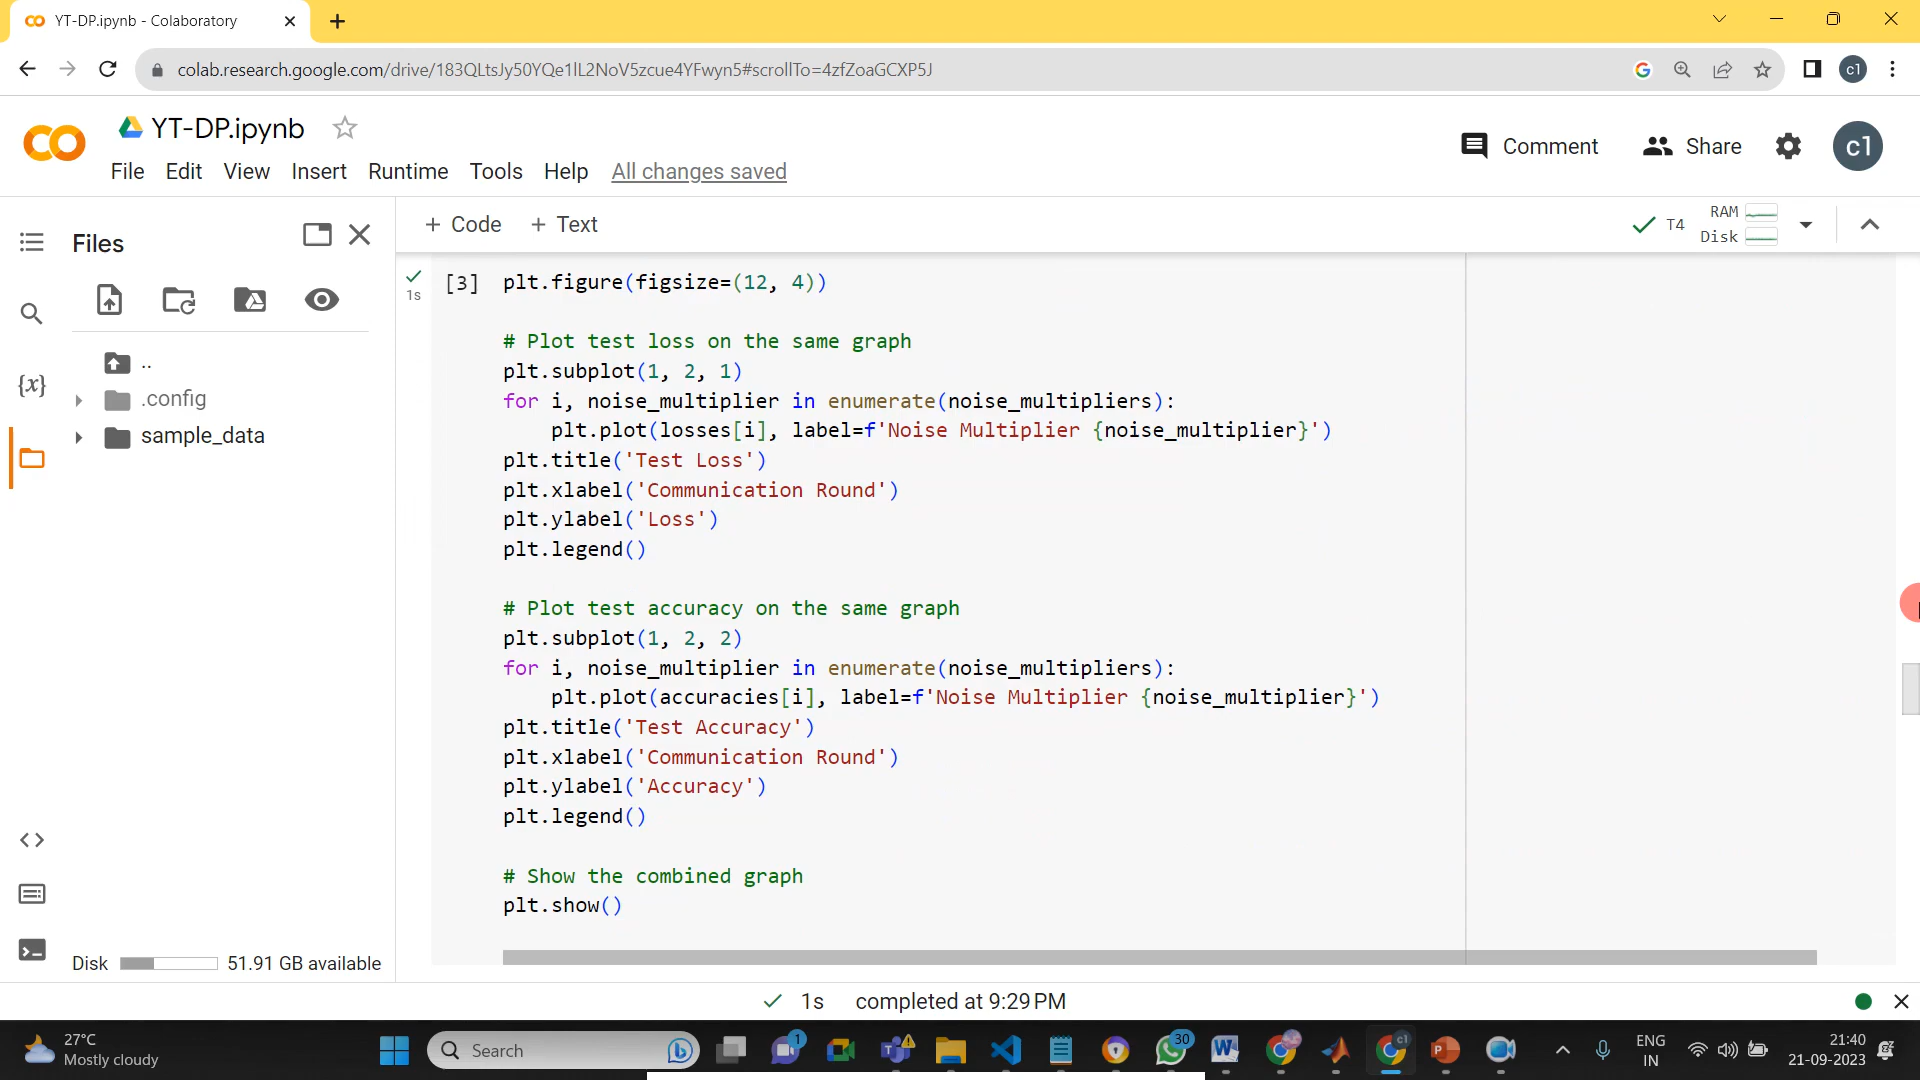 YT-DP.ipynb - Colaboratory
colab.research.google.com/drive/183QLtsJy50YQe1lL2NoV5zcue4YFwyn5#scrollTo=4zfZoaGCXP5J
c1
YT-DP.ipynb
Comment
Share
c1
File Edit View Insert Runtime Tools Help All changes saved
Files
+ Code + Text
T4
RAM
Disk
..
.config
sample_data
{x}
1s
[3] plt.figure(figsize=(12, 4))
# Plot test loss on the same graph
plt.subplot(1, 2, 1)
for i, noise_multiplier in enumerate(noise_multipliers):
    plt.plot(losses[i], label=f'Noise Multiplier {noise_multiplier}')
plt.title('Test Loss')
plt.xlabel('Communication Round')
plt.ylabel('Loss')
plt.legend()
# Plot test accuracy on the same graph
plt.subplot(1, 2, 2)
for i, noise_multiplier in enumerate(noise_multipliers):
    plt.plot(accuracies[i], label=f'Noise Multiplier {noise_multiplier}')
plt.title('Test Accuracy')
plt.xlabel('Communication Round')
plt.ylabel('Accuracy')
plt.legend()
# Show the combined graph
plt.show()
Disk 51.91 GB available
1s completed at 9:29 PM
27°C
Mostly cloudy
Search
1
30
c1
ENG
IN
21:40
21-09-2023